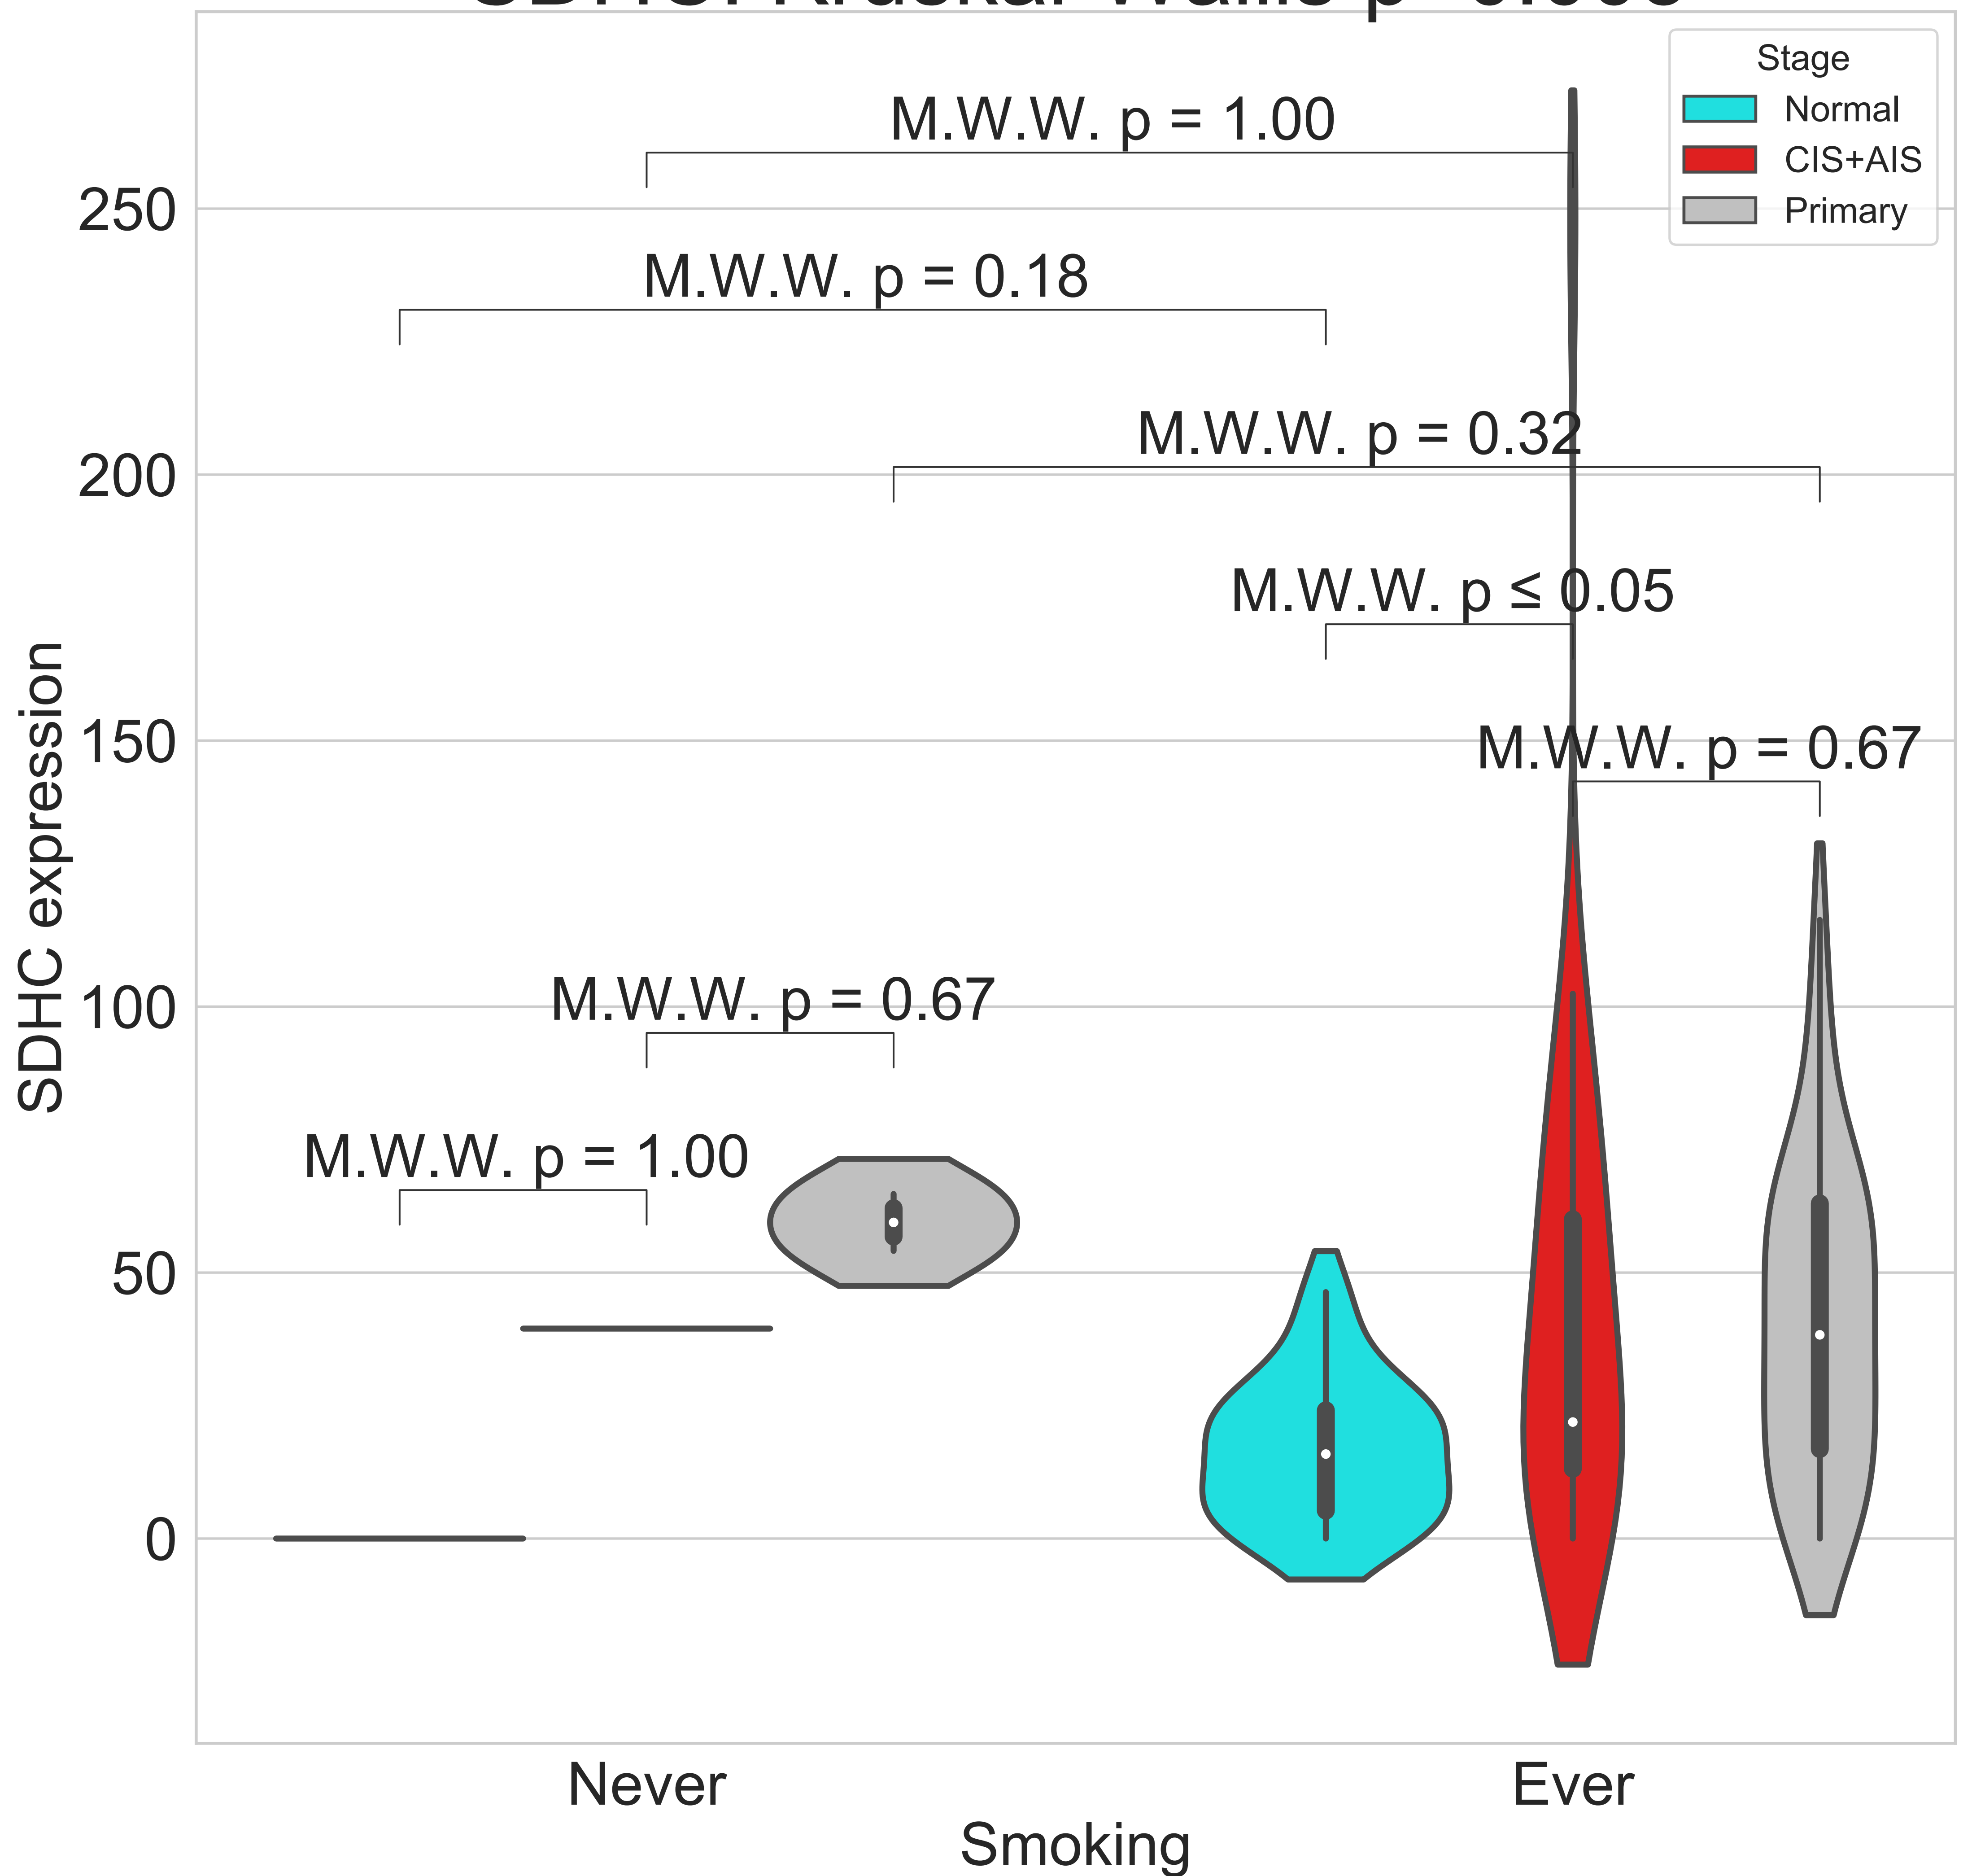 Stage
Normal
CIS+AIS
Primary
M.W.W. p = 1.00
M.W.W. p = 0.18
M.W.W. p = 0.32
M.W.W. p ≤ 0.05
M.W.W. p = 0.67
M.W.W. p = 0.67
M.W.W. p = 1.00
250
200
150
100
50
0
SDHC expression
Never
Ever
Smoking